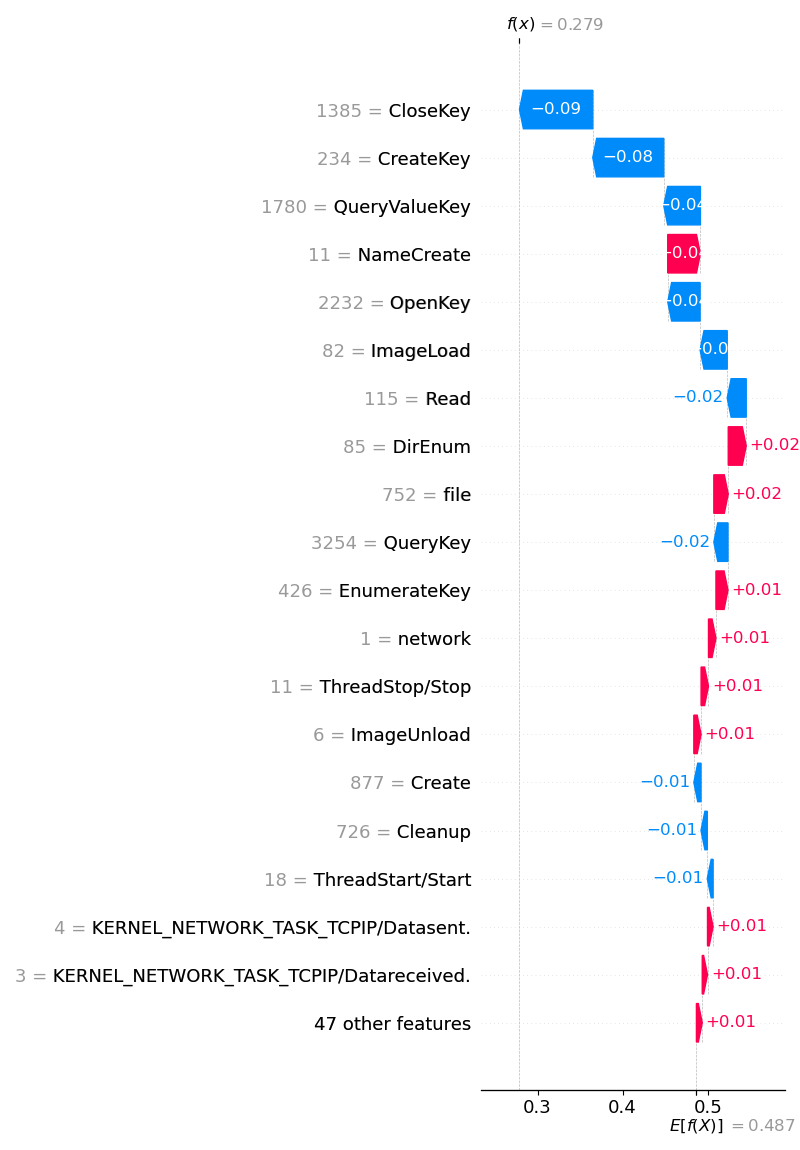 f(x) = 0.279
1385 = CloseKey −0.09
234 = CreateKey −0.08
1780 = QueryValueKey −0.04
11 = NameCreate
2232 = OpenKey −0.04
82 = ImageLoad
115 = Read −0.02
85 = DirEnum +0.02
752 = file +0.02
3254 = QueryKey −0.02
426 = EnumerateKey +0.01
1 = network +0.01
11 = ThreadStop/Stop +0.01
6 = ImageUnload +0.01
877 = Create −0.01
726 = Cleanup −0.01
18 = ThreadStart/Start −0.01
4 = KERNEL_NETWORK_TASK_TCPIP/Datasent. +0.01
3 = KERNEL_NETWORK_TASK_TCPIP/Datareceived. +0.01
47 other features +0.01
0.3 0.4 0.5
E[f(X)] = 0.487